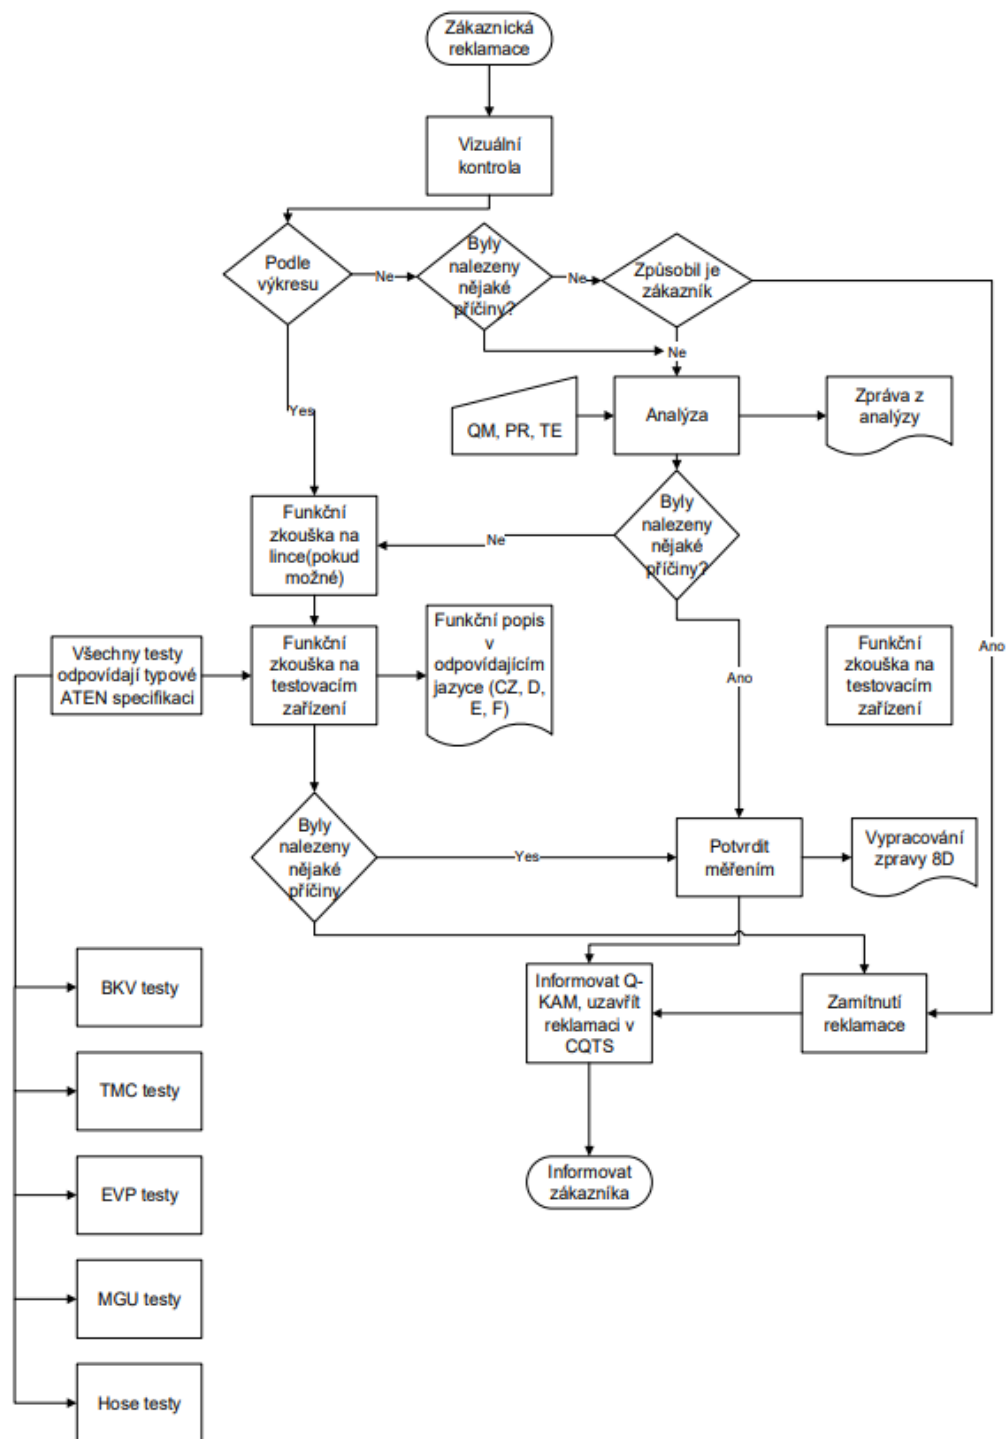 Zákaznická
reklamace
Vizuální
kontrola
Podle
výkresu
Ne
Byly
nalezeny
nějaké
příčiny?
Ne
Způsobil je
zákazník
Ne
Yes
QM, PR, TE
Analýza
Zpráva z
analýzy
Funkční
zkouška na
lince(pokud
možné)
Ne
Byly
nalezeny
nějaké
příčiny?
Všechny testy
odpovídají typové
ATEN specifikaci
Funkční
zkouška na
testovacím
zařízení
Funkční popis
v
odpovídajícím
jazyce (CZ, D,
E, F)
Ano
Funkční
zkouška na
testovacím
zařízení
Ano
Byly
nalezeny
nějaké
příčiny
Yes
Potvrdit
měřením
Vypracování
zpravy 8D
BKV testy
Informovat Q-
KAM, uzavřít
reklamaci v
CQTS
Zamítnutí
reklamace
TMC testy
EVP testy
Informovat
zákazníka
MGU testy
Hose testy